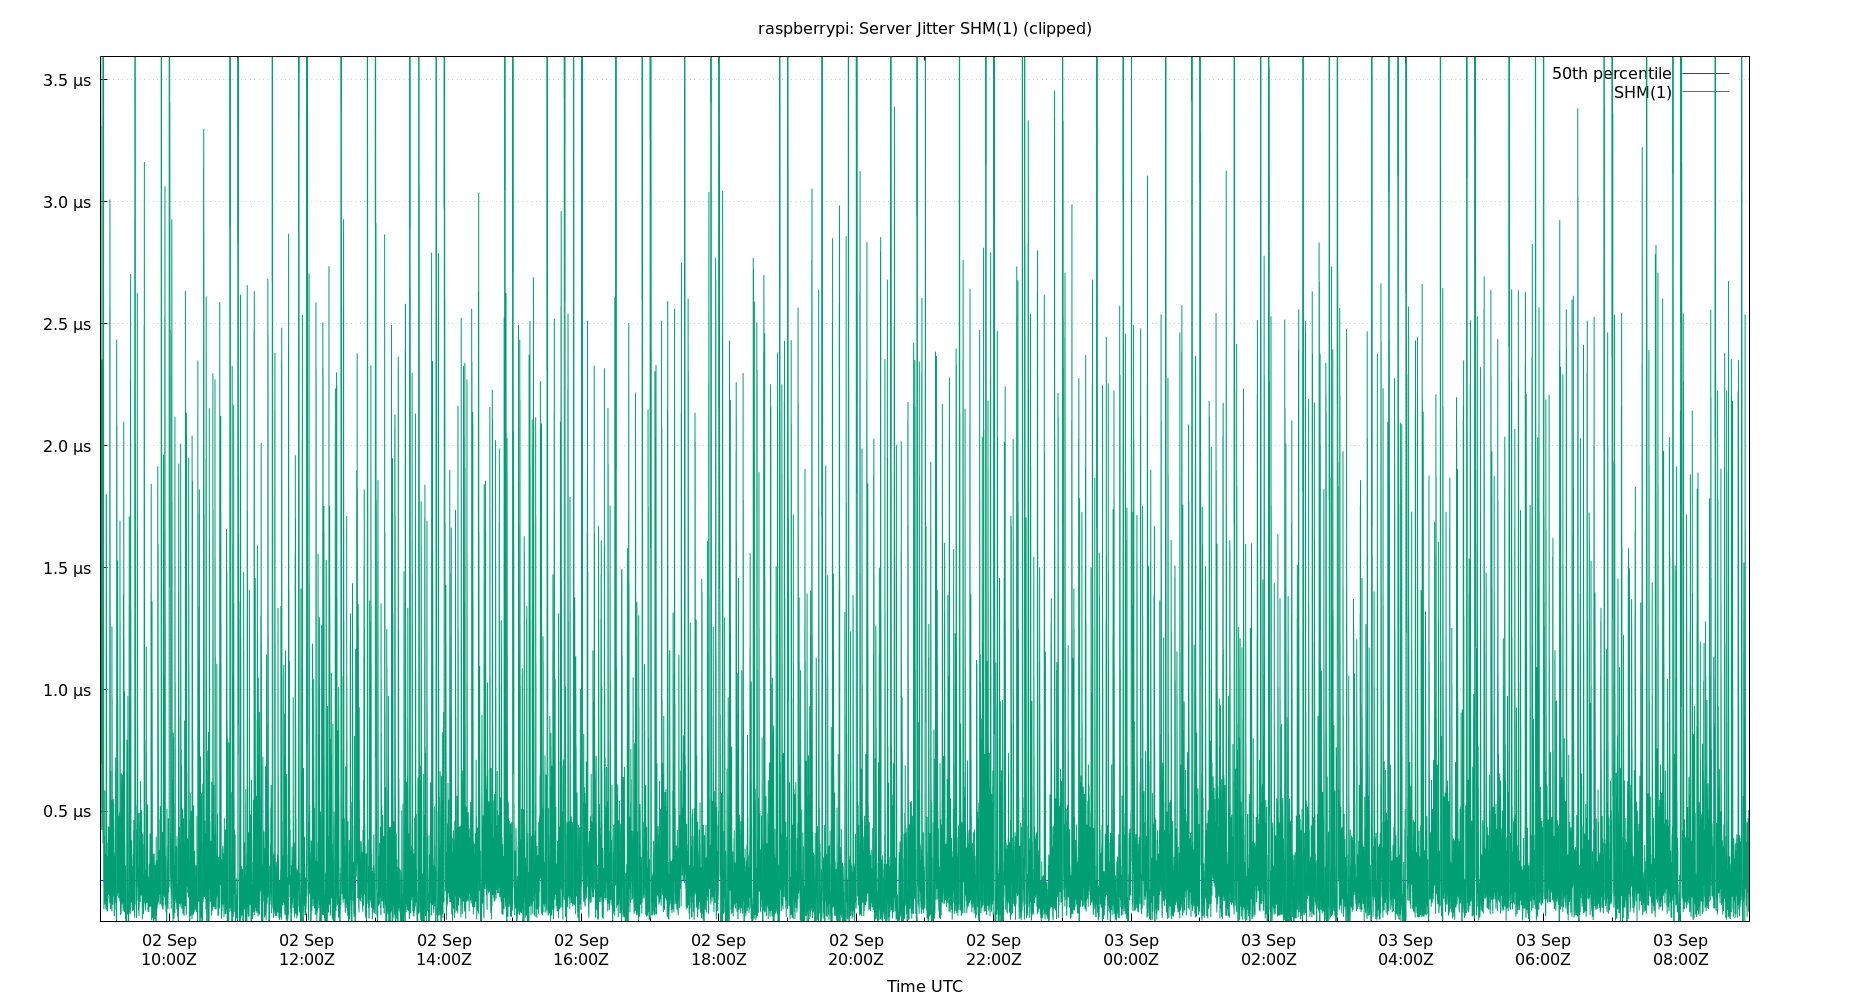 raspberrypi: Server Jitter SHM(1) (clipped)
50th percentile
SHM(1)
3.5 µs
3.0 µs
2.5 µs
2.0 µs
1.5 µs
1.0 µs
0.5 µs
02 Sep 02 Sep 02 Sep 02 Sep 02 Sep 02 Sep 02 Sep 03 Sep 03 Sep 03 Sep 03 Sep 03 Sep
10:00Z 12:00Z 14:00Z 16:00Z 18:00Z 20:00Z 22:00Z 00:00Z 02:00Z 04:00Z 06:00Z 08:00Z
Time UTC